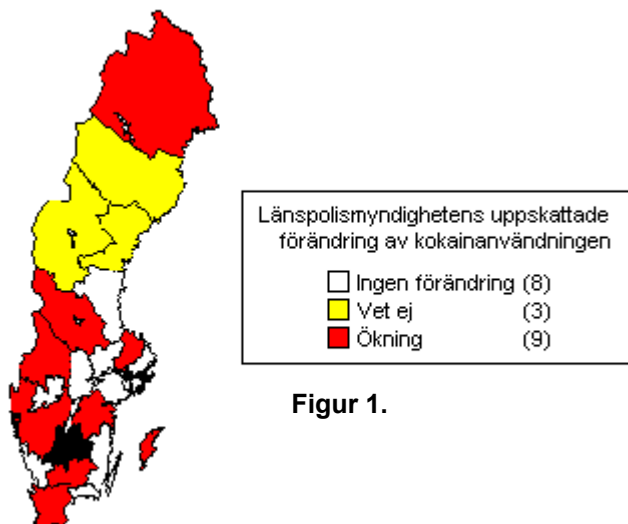 Länspolismyndighetens uppskattade
förändring av kokainanvändningen
Ingen förändring (8)
Vet ej (3)
Ökning (9)
Figur 1.